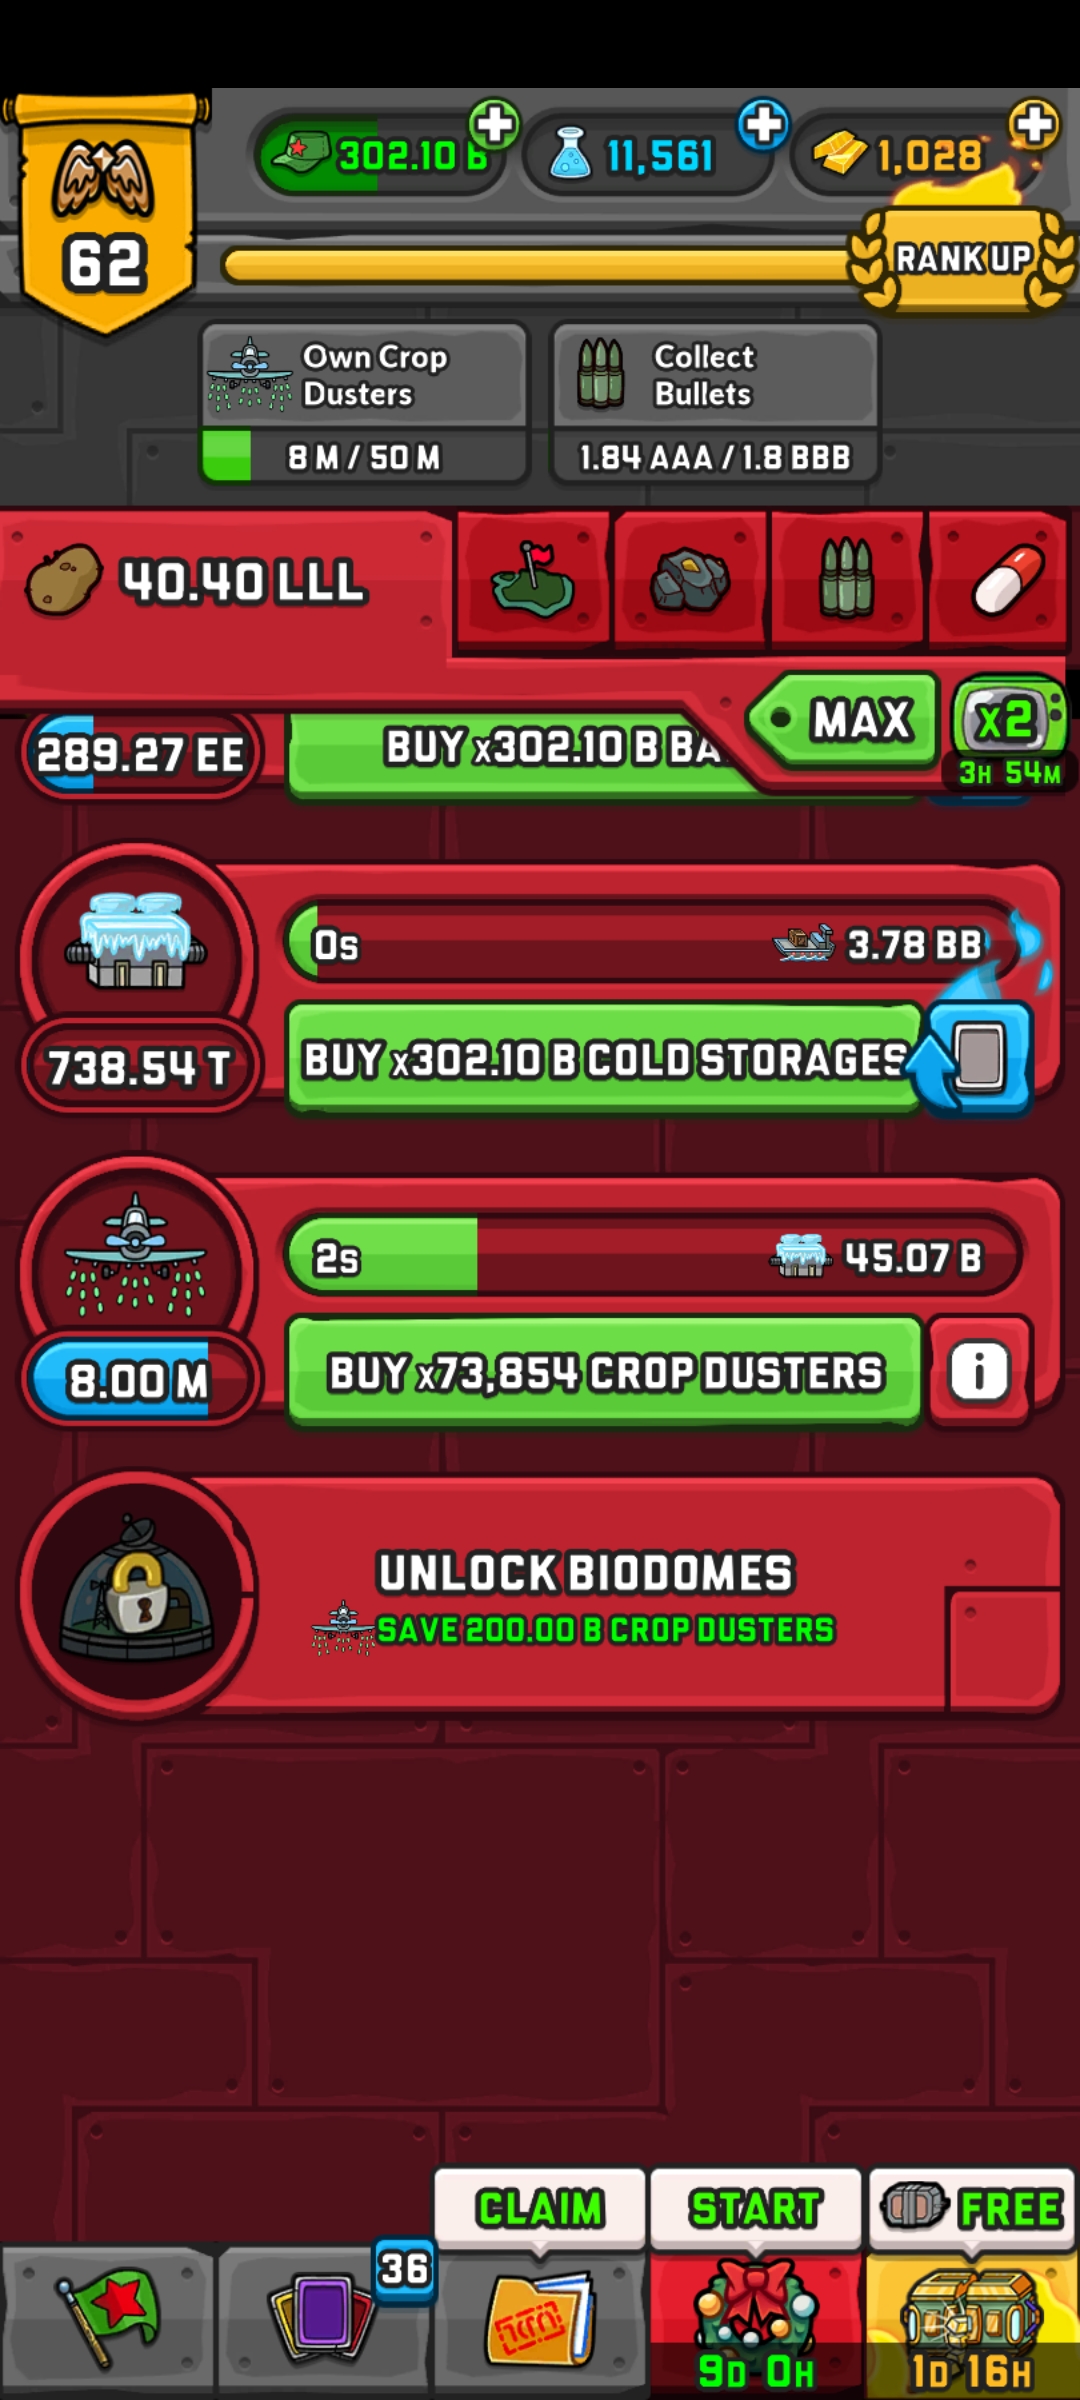 302.10 B
11,561
1,028
62
RANK UP
Own Crop
Dusters
8 M / 50 M
Collect
Bullets
1.84 AAA / 1.8 BBB
40.40 LLL
MAX
X2
3H 54M
289.27 EE
BUY x302.10 B BA
0s
3.78 BB
738.54 T
BUY x302.10 B COLD STORAGES
2s
45.07 B
8.00 M
BUY x73,854 CROP DUSTERS
i
UNLOCK BIODOMES
SAVE 200.00 B CROP DUSTERS
CLAIM
START
FREE
36
9D 0H
1D 16H